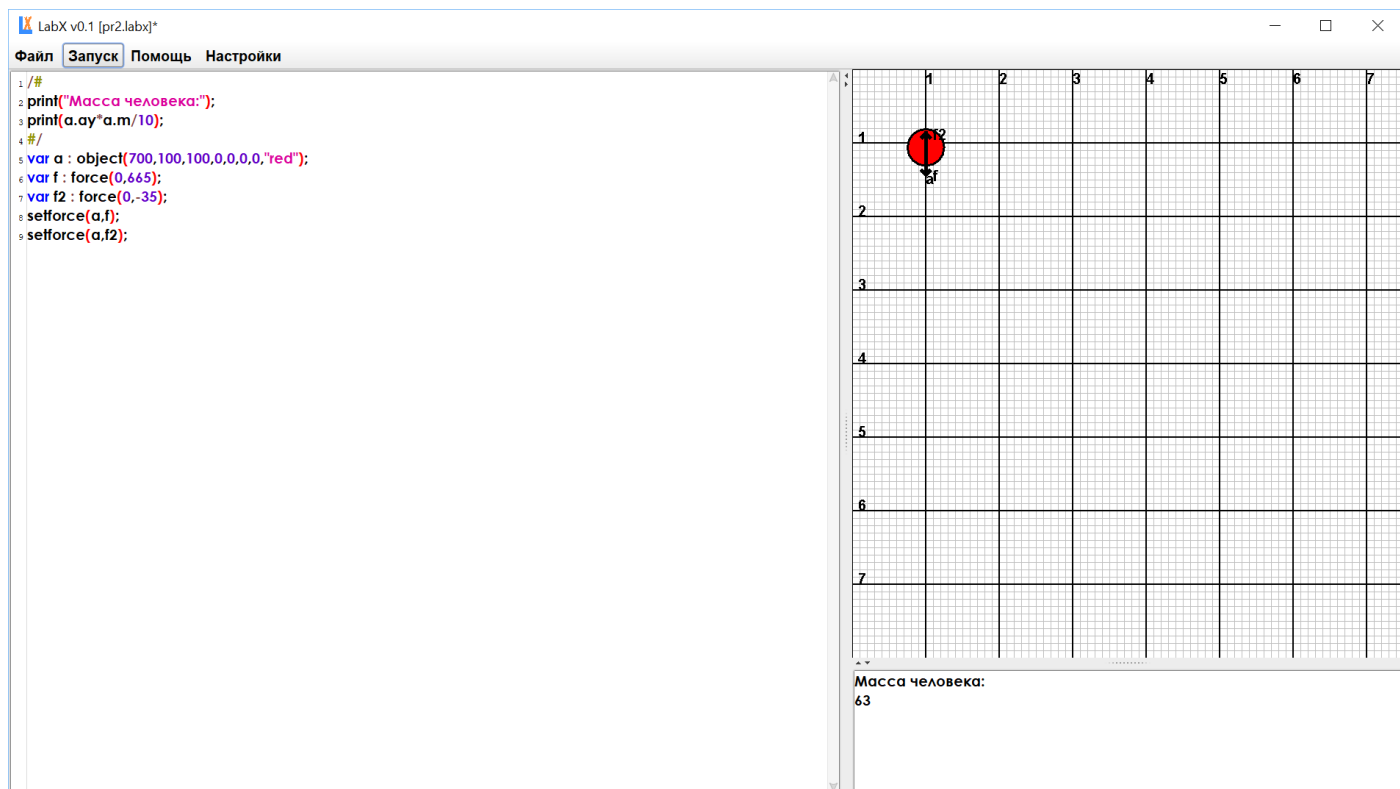 LabX v0.1 [pr2.labx]*
Файл Запуск Помощь Настройки
1 /#
2 print("Масса человека:");
3 print(a.ay*a.m/10);
4 #/
5 var a : object(700,100,100,0,0,0,0,"red");
6 var f : force(0,665);
7 var f2 : force(0,-35);
8 setforce(a,f);
9 setforce(a,f2);
1 2 3 4 5 6 7
1
f2
f
a
2
3
4
5
6
7
Масса человека:
63